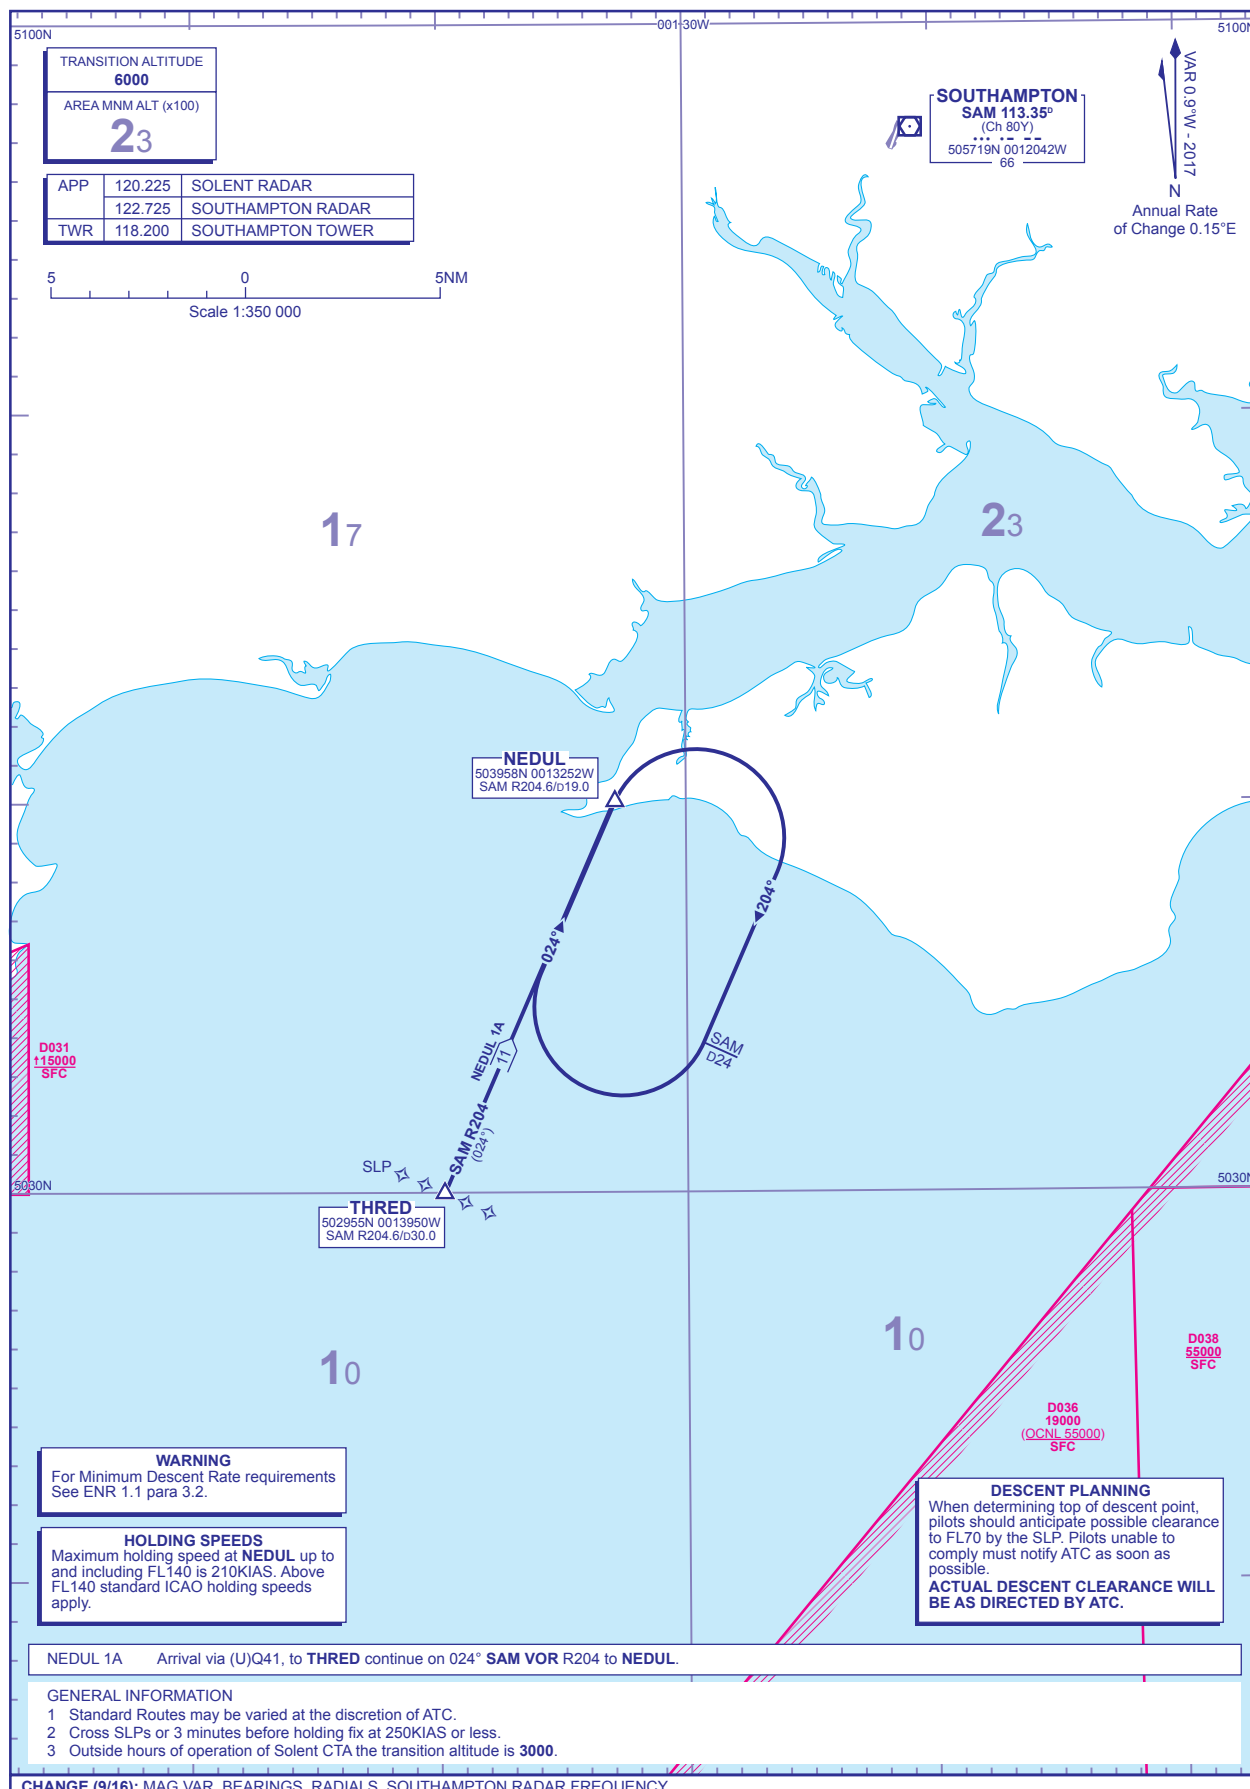 5100N
001 30W
5100N
TRANSITION ALTITUDE
6000
AREA MNM ALT (x100)
23
APP 120.225 SOLENT RADAR
122.725 SOUTHAMPTON RADAR
TWR 118.200 SOUTHAMPTON TOWER
5 0 5NM
Scale 1:350 000
SOUTHAMPTON
SAM 113.35ᴰ
(Ch 80Y)
505719N 0012042W
66
VAR 0.9°W - 2017
N
Annual Rate
of Change 0.15°E
17
23
NEDUL
503958N 0013252W
SAM R204.6/D19.0
024°
204°
NEDUL 1A
11
SAM
D24
SAM R204
(024°)
D031
†15000
SFC
SLP
5030N
5030N
THRED
502955N 0013950W
SAM R204.6/D30.0
10
10
D038
55000
SFC
D036
19000
(OCNL 55000)
SFC
WARNING
For Minimum Descent Rate requirements
See ENR 1.1 para 3.2.
HOLDING SPEEDS
Maximum holding speed at NEDUL up to
and including FL140 is 210KIAS. Above
FL140 standard ICAO holding speeds
apply.
DESCENT PLANNING
When determining top of descent point,
pilots should anticipate possible clearance
to FL70 by the SLP. Pilots unable to
comply must notify ATC as soon as
possible.
ACTUAL DESCENT CLEARANCE WILL
BE AS DIRECTED BY ATC.
NEDUL 1A Arrival via (U)Q41, to THRED continue on 024° SAM VOR R204 to NEDUL.
GENERAL INFORMATION
1 Standard Routes may be varied at the discretion of ATC.
2 Cross SLPs or 3 minutes before holding fix at 250KIAS or less.
3 Outside hours of operation of Solent CTA the transition altitude is 3000.
CHANGE (9/16): MAG VAR, BEARINGS, RADIALS, SOUTHAMPTON RADAR FREQUENCY